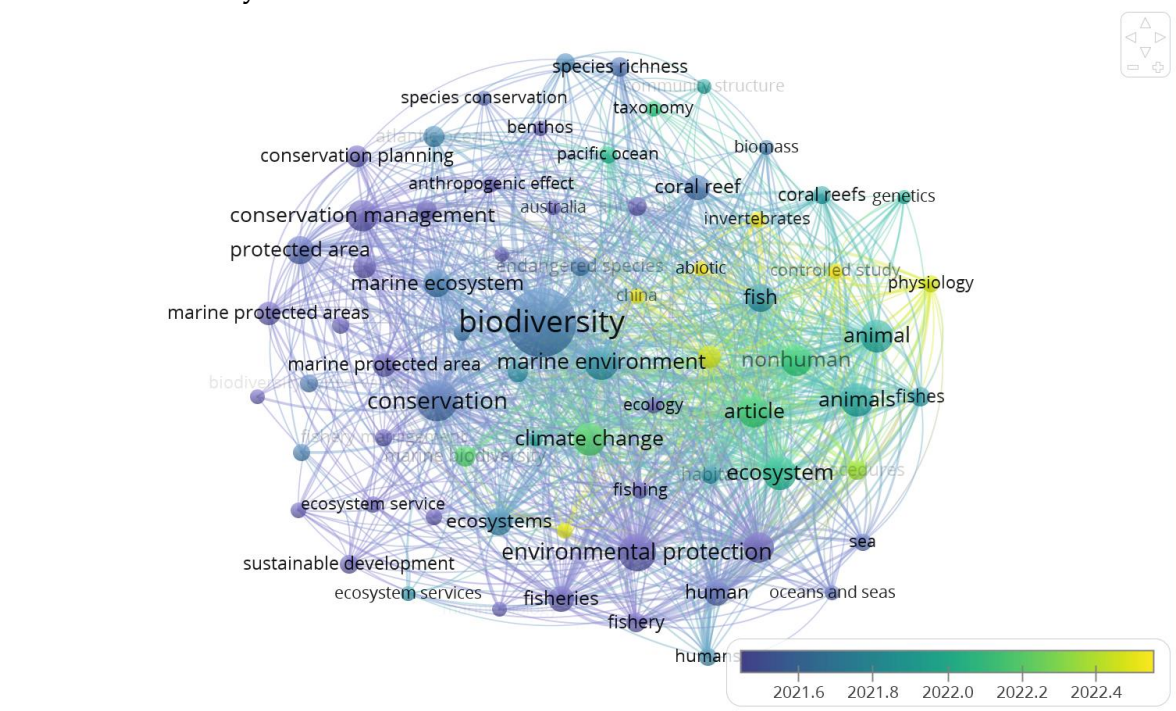 species richness
community structure
species conservation
taxonomy
benthos
conservation planning
pacific ocean
biomass
anthropogenic effect
coral reef
coral reefs
genetics
conservation management
australia
invertebrates
protected area
endangered species
abiotic
controlled study
marine ecosystem
physiology
china
fish
marine protected areas
biodiversity
animal
marine protected area
marine environment
nonhuman
conservation
ecology
article
animals
fishes
climate change
fishery management
marine biodiversity
ecosystem
fishing
ecosystem service
ecosystems
environmental protection
sea
sustainable development
ecosystem services
fisheries
human
oceans and seas
fishery
humans
2021.6 2021.8 2022.0 2022.2 2022.4